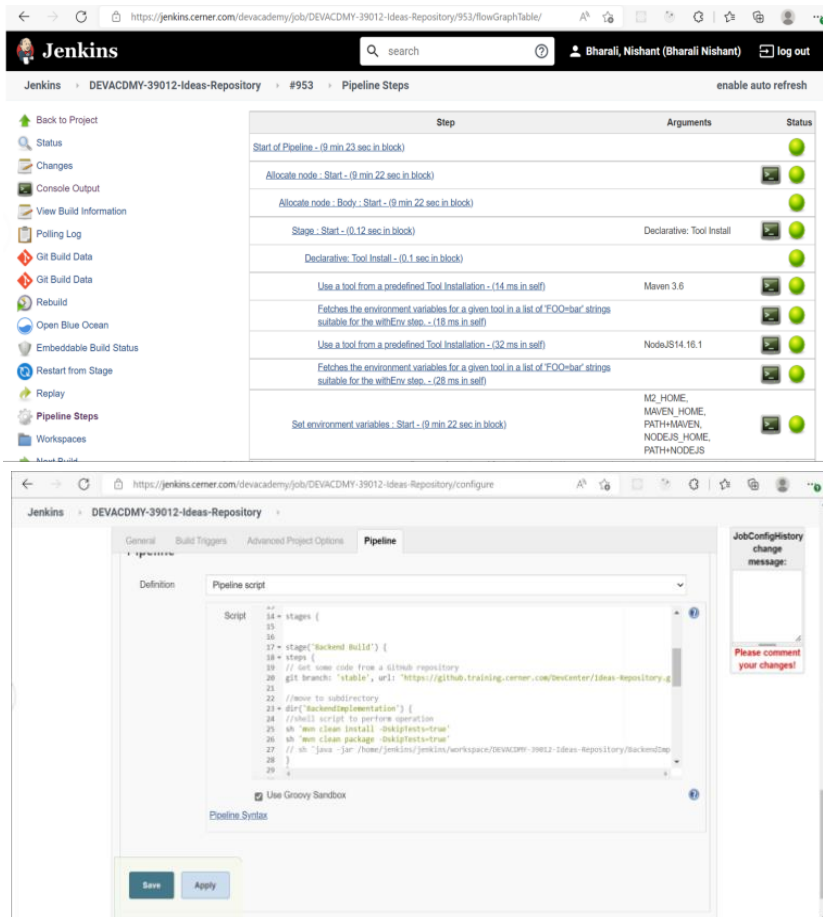 https://jenkins.cerner.com/devacademy/job/DEVACDMY-39012-Ideas-Repository/953/flowGraphTable/
Jenkins
search
Bharali, Nishant (Bharali Nishant)
log out
Jenkins
DEVACDMY-39012-Ideas-Repository
#953
Pipeline Steps
enable auto refresh
Back to Project
Status
Changes
Console Output
View Build Information
Polling Log
Git Build Data
Git Build Data
Rebuild
Open Blue Ocean
Embeddable Build Status
Restart from Stage
Replay
Pipeline Steps
Workspaces
Next Build
Step Arguments Status
Start of Pipeline - (9 min 23 sec in block)
Allocate node : Start - (9 min 22 sec in block)
Allocate node : Body : Start - (9 min 22 sec in block)
Stage : Start - (0.12 sec in block) Declarative: Tool Install
Declarative: Tool Install - (0.1 sec in block)
Use a tool from a predefined Tool Installation - (14 ms in self) Maven 3.6
Fetches the environment variables for a given tool in a list of 'FOO=bar' strings
suitable for the withEnv step. - (18 ms in self)
Use a tool from a predefined Tool Installation - (32 ms in self) NodeJS14.16.1
Fetches the environment variables for a given tool in a list of 'FOO=bar' strings
suitable for the withEnv step. - (28 ms in self)
Set environment variables : Start - (9 min 22 sec in block)
M2_HOME,
MAVEN_HOME,
PATH+MAVEN,
NODEJS_HOME,
PATH+NODEJS
https://jenkins.cerner.com/devacademy/job/DEVACDMY-39012-Ideas-Repository/configure
Jenkins
DEVACDMY-39012-Ideas-Repository
General Build Triggers Advanced Project Options Pipeline
Pipeline
Definition
Pipeline script
Script
13
14 stages {
15
16
17 stage('Backend Build') {
18 steps {
19 // Get some code from a GitHub repository
20 git branch: 'stable', url: 'https://github.training.cerner.com/DevCenter/Ideas-Repository.g
21
22 //move to subdirectory
23 dir('BackendImplementation') {
24 //shell script to perform operation
25 sh 'mvn clean install -DskipTests=true'
26 sh 'mvn clean package -DskipTests=true'
27 // sh 'java -jar /home/jenkins/jenkins/workspace/DEVACDMY-39012-Ideas-Repository/BackendImp
28 }
29
Use Groovy Sandbox
Pipeline Syntax
Save
Apply
JobConfigHistory
change
message:
Please comment
your changes!